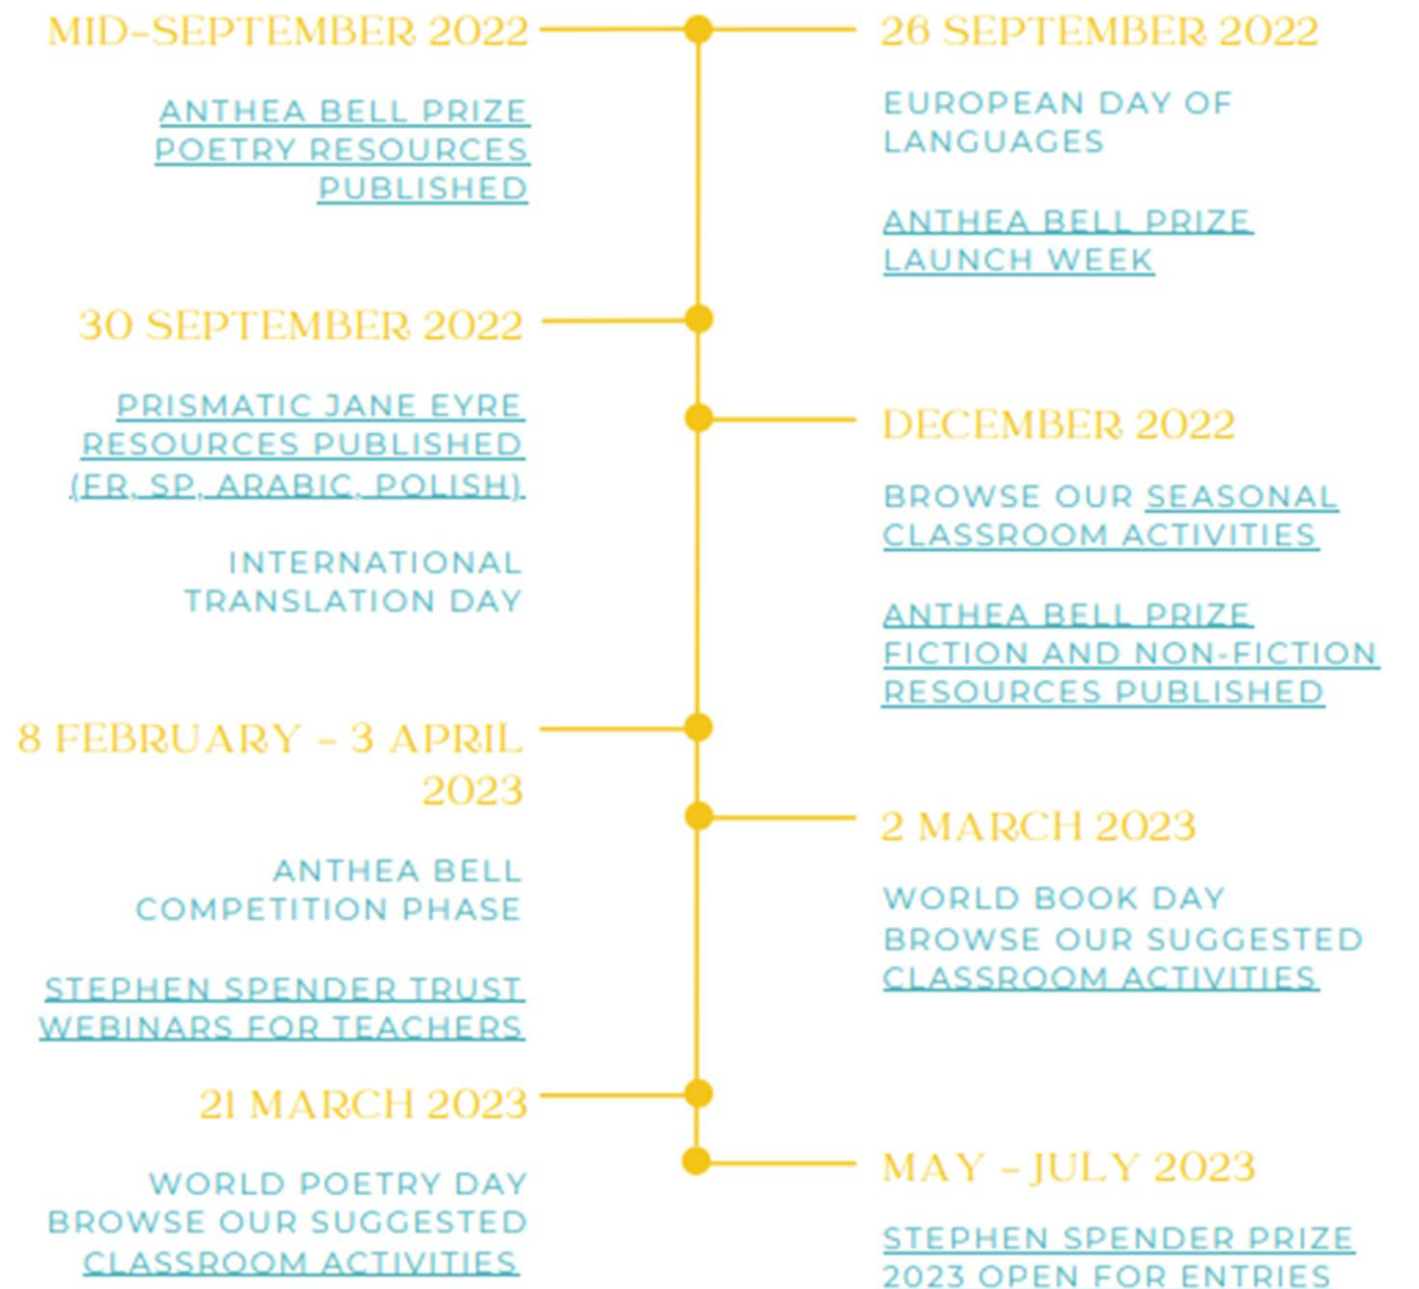 MID-SEPTEMBER 2022
ANTHEA BELL PRIZE
POETRY RESOURCES
PUBLISHED
26 SEPTEMBER 2022
EUROPEAN DAY OF
LANGUAGES
ANTHEA BELL PRIZE
LAUNCH WEEK
30 SEPTEMBER 2022
PRISMATIC JANE EYRE
RESOURCES PUBLISHED
(FR, SP, ARABIC, POLISH)
INTERNATIONAL
TRANSLATION DAY
DECEMBER 2022
BROWSE OUR SEASONAL
CLASSROOM ACTIVITIES
ANTHEA BELL PRIZE
FICTION AND NON-FICTION
RESOURCES PUBLISHED
8 FEBRUARY - 3 APRIL
2023
ANTHEA BELL
COMPETITION PHASE
STEPHEN SPENDER TRUST
WEBINARS FOR TEACHERS
2 MARCH 2023
WORLD BOOK DAY
BROWSE OUR SUGGESTED
CLASSROOM ACTIVITIES
21 MARCH 2023
WORLD POETRY DAY
BROWSE OUR SUGGESTED
CLASSROOM ACTIVITIES
MAY - JULY 2023
STEPHEN SPENDER PRIZE
2023 OPEN FOR ENTRIES